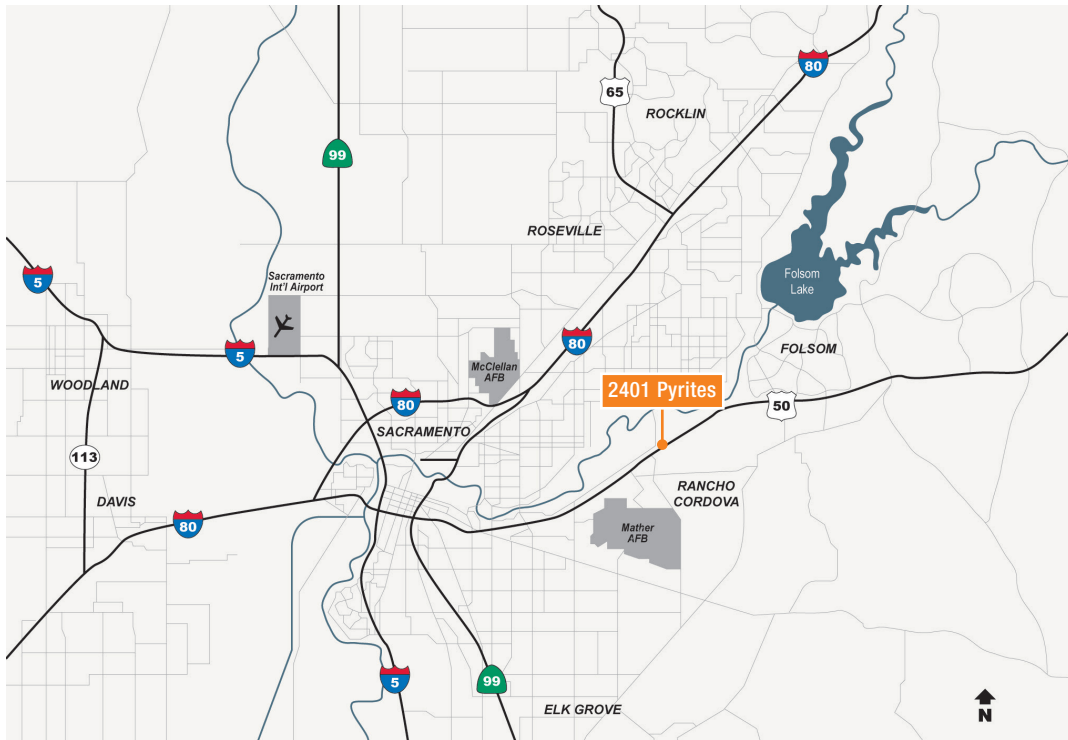 80
65
ROCKLIN
99
ROSEVILLE
5
Sacramento
Int'l Airport
Folsom
Lake
80
5
McClellan
AFB
FOLSOM
WOODLAND
2401 Pyrites
80
50
SACRAMENTO
113
RANCHO
CORDOVA
DAVIS
80
Mather
AFB
5
99
ELK GROVE
N